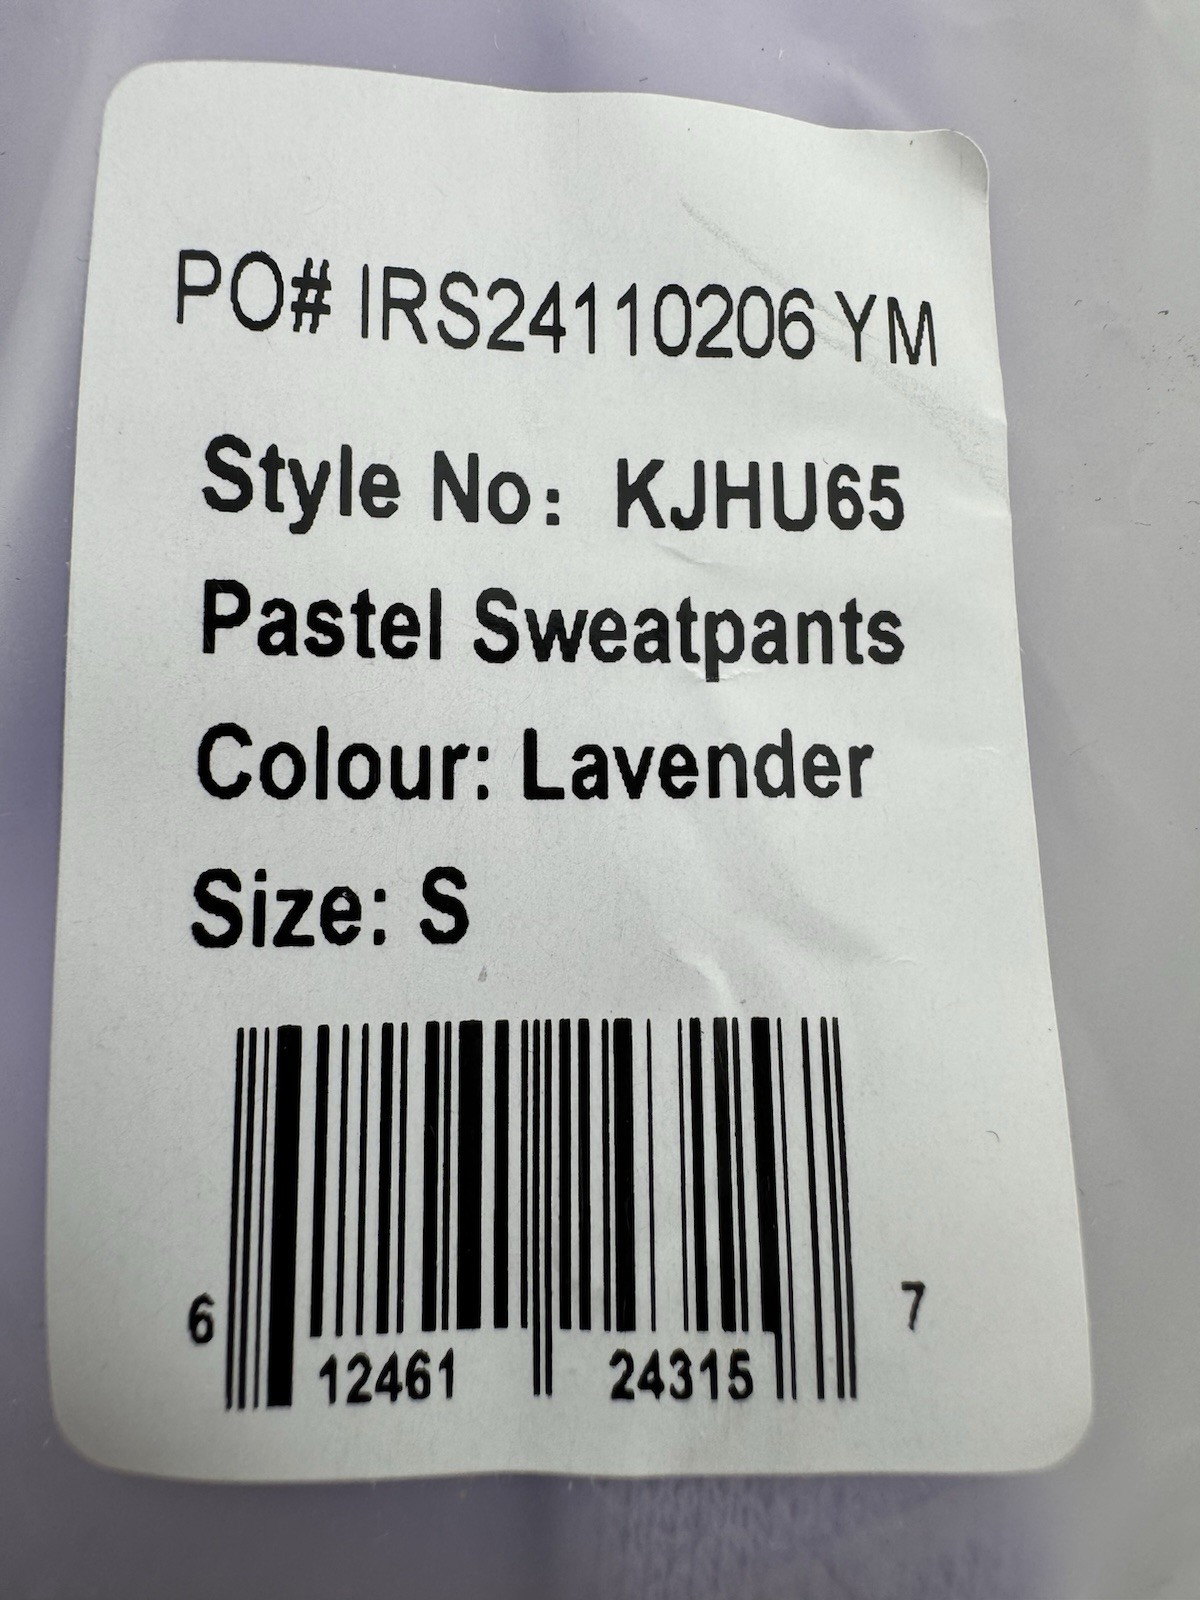 PO# IRS24110206 YM
Style No: KJHU65
Pastel Sweatpants
Colour: Lavender
Size: S
6 12461 24315 7